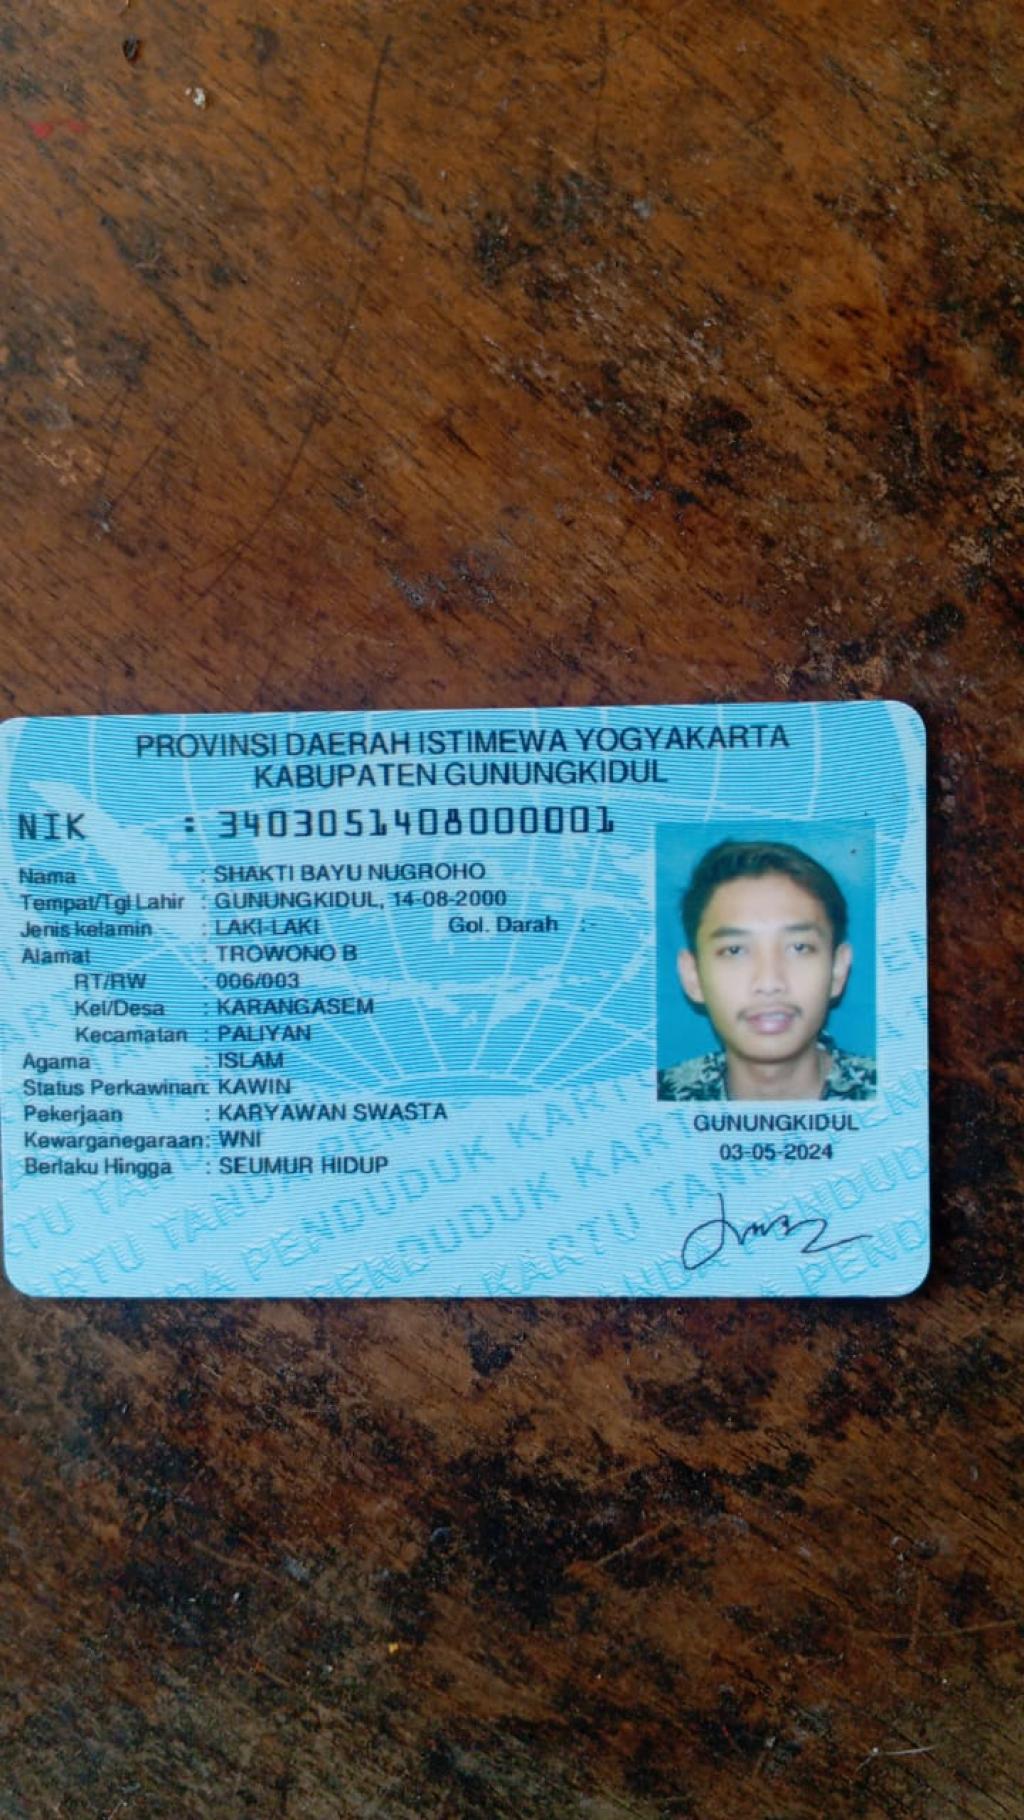 PROVINSI DAERAH ISTIMEWA YOGYAKARTA
KABUPATEN GUNUNGKIDUL
NIK : 3403051408000001
Nama : SHAKTI BAYU NUGROHO
Tempat/Tgl Lahir : GUNUNGKIDUL, 14-08-2000
Jenis kelamin : LAKI-LAKI Gol. Darah : -
Alamat : TROWONO B
RT/RW : 006/003
Kel/Desa : KARANGASEM
Kecamatan : PALIYAN
Agama : ISLAM
Status Perkawinan: KAWIN
Pekerjaan : KARYAWAN SWASTA
Kewarganegaraan: WNI
Berlaku Hingga : SEUMUR HIDUP
GUNUNGKIDUL
03-05-2024
KARTU TANDA PENDUDUK